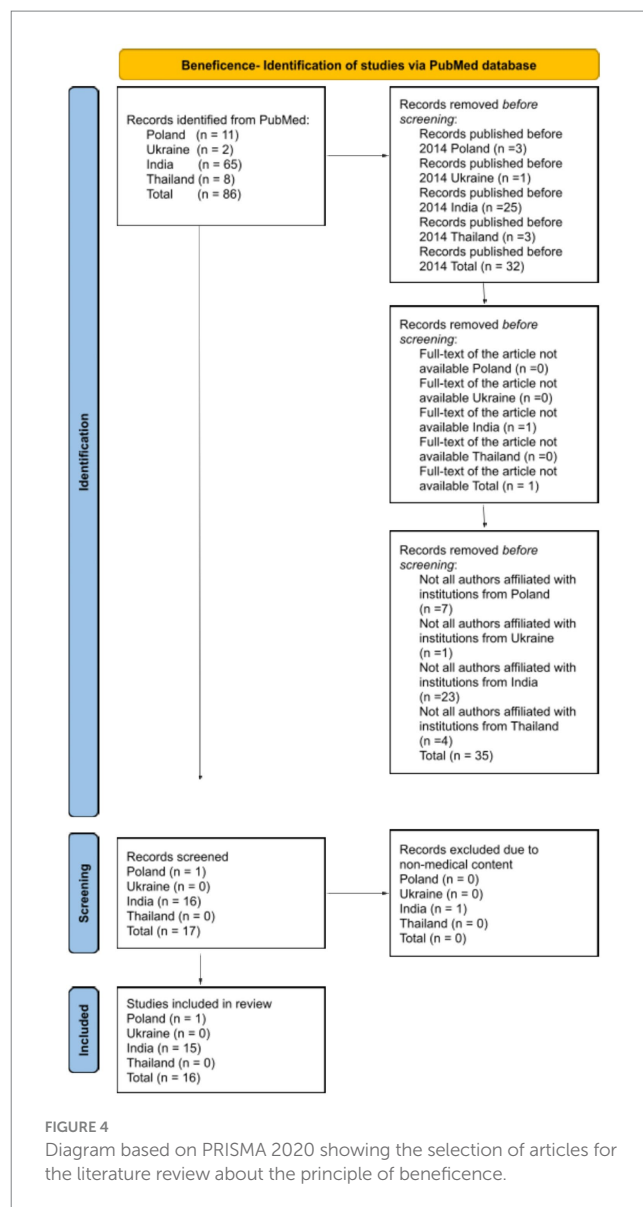 Beneficence- Identification of studies via PubMed database
Identification
Records identified from PubMed:
Poland (n = 11)
Ukraine (n = 2)
India (n = 65)
Thailand (n = 8)
Total (n = 86)
Records removed before
screening:
Records published before
2014 Poland (n =3)
Records published before
2014 Ukraine (n =1)
Records published before
2014 India (n =25)
Records published before
2014 Thailand (n =3)
Records published before
2014 Total (n = 32)
Records removed before
screening:
Full-text of the article not
available Poland (n =0)
Full-text of the article not
available Ukraine (n =0)
Full-text of the article not
available India (n =1)
Full-text of the article not
available Thailand (n =0)
Full-text of the article not
available Total (n = 1)
Records removed before
screening:
Not all authors affiliated with
institutions from Poland
(n =7)
Not all authors affiliated with
institutions from Ukraine
(n =1)
Not all authors affiliated with
institutions from India
(n =23)
Not all authors affiliated with
institutions from Thailand
(n =4)
Total (n = 35)
Screening
Records screened
Poland (n = 1)
Ukraine (n = 0)
India (n = 16)
Thailand (n = 0)
Total (n = 17)
Records excluded due to
non-medical content
Poland (n = 0)
Ukraine (n = 0)
India (n = 1)
Thailand (n = 0)
Total (n = 0)
Included
Studies included in review
Poland (n = 1)
Ukraine (n = 0)
India (n = 15)
Thailand (n = 0)
Total (n = 16)
FIGURE 4
Diagram based on PRISMA 2020 showing the selection of articles for
the literature review about the principle of beneficence.